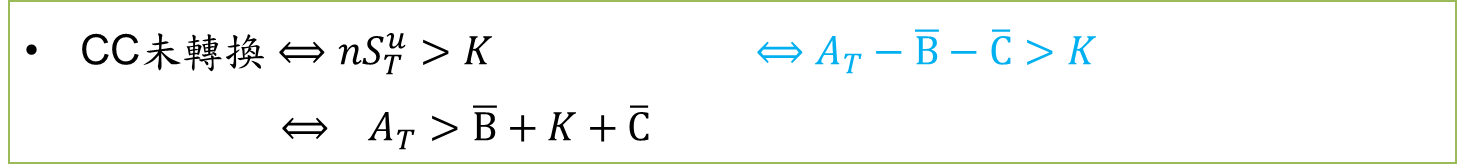 • CC未轉換 ⟺ nS_T^u > K ⟺ A_T − B̅ − C̅ > K
⟺ A_T > B̅ + K + C̅